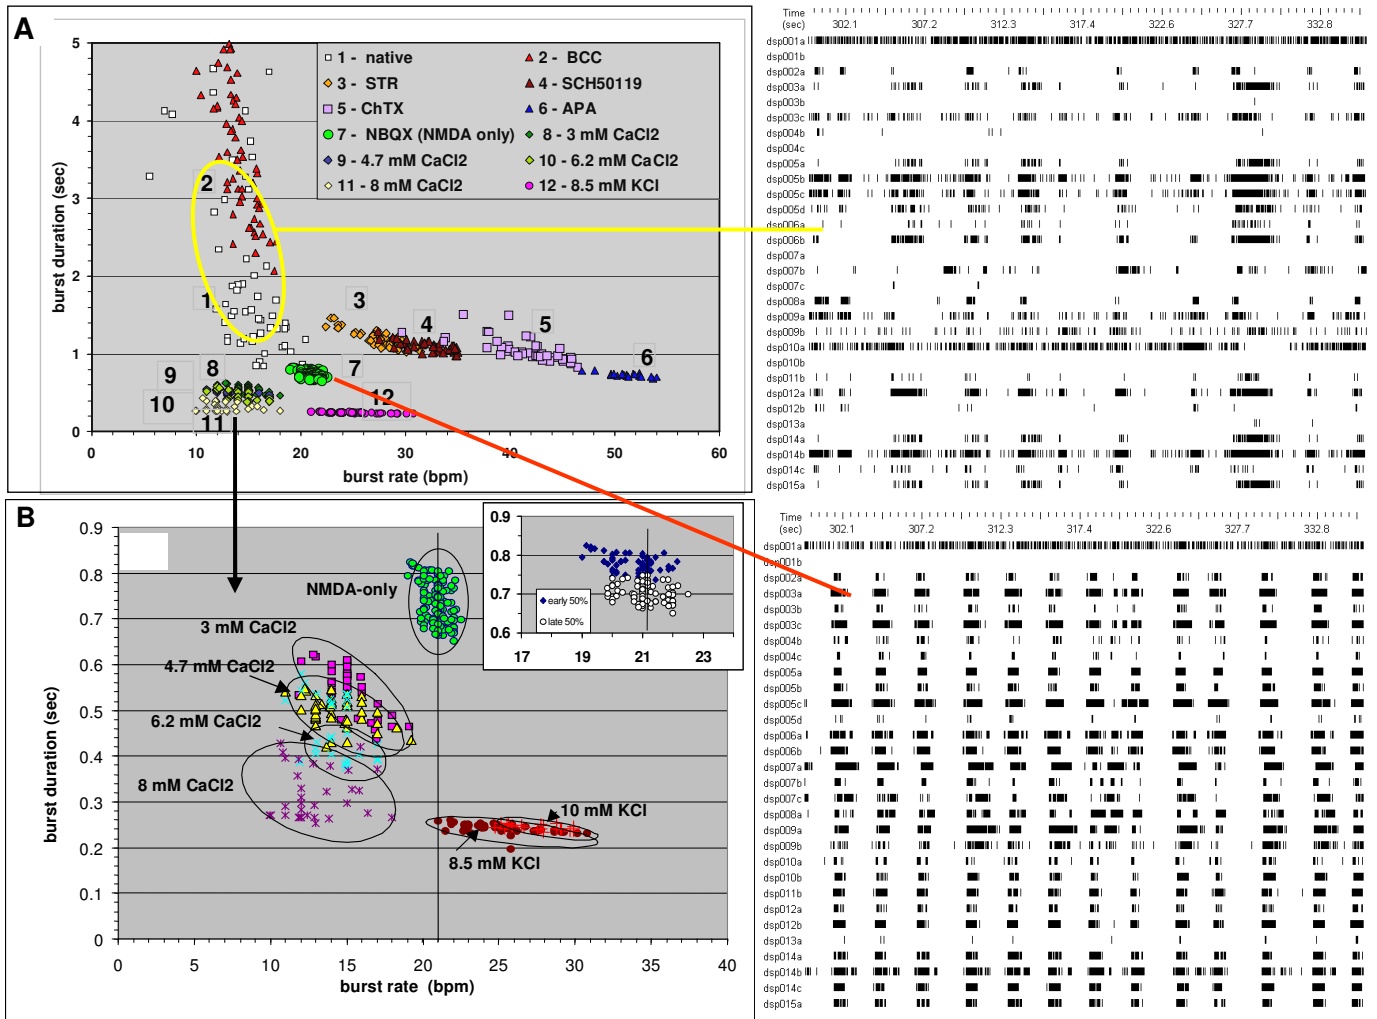 A
burst duration (sec)
5
4
3
2
1
0
1 - native
2 - BCC
3 - STR
4 - SCH50119
5 - ChTX
6 - APA
7 - NBQX (NMDA only)
8 - 3 mM CaCl2
9 - 4.7 mM CaCl2
10 - 6.2 mM CaCl2
11 - 8 mM CaCl2
12 - 8.5 mM KCl
2
1
3
4
5
6
7
8
9
10
11
12
0
10
20
30
40
50
60
burst rate (bpm)
Time
(sec)
302.1
307.2
312.3
317.4
322.6
327.7
332.8
dsp001a
dsp001b
dsp002a
dsp003a
dsp003b
dsp003c
dsp004b
dsp004c
dsp005a
dsp005b
dsp005c
dsp005d
dsp006a
dsp006b
dsp007a
dsp007b
dsp007c
dsp008a
dsp009a
dsp009b
dsp010a
dsp010b
dsp011b
dsp012a
dsp012b
dsp013a
dsp014a
dsp014b
dsp014c
dsp015a
B
burst duration (sec)
0.9
0.8
0.7
0.6
0.5
0.4
0.3
0.2
0.1
0
NMDA-only
3 mM CaCl2
4.7 mM CaCl2
6.2 mM CaCl2
8 mM CaCl2
10 mM KCl
8.5 mM KCl
0
5
10
15
20
25
30
35
40
burst rate (bpm)
0.9
0.8
0.7
0.6
early 50%
late 50%
17
19
21
23
Time
(sec)
302.1
307.2
312.3
317.4
322.6
327.7
332.8
dsp001a
dsp001b
dsp002a
dsp003a
dsp003b
dsp003c
dsp004b
dsp004c
dsp005a
dsp005b
dsp005c
dsp005d
dsp006a
dsp006b
dsp007a
dsp007b
dsp007c
dsp008a
dsp009a
dsp009b
dsp010a
dsp010b
dsp011b
dsp012a
dsp012b
dsp013a
dsp014a
dsp014b
dsp014c
dsp015a